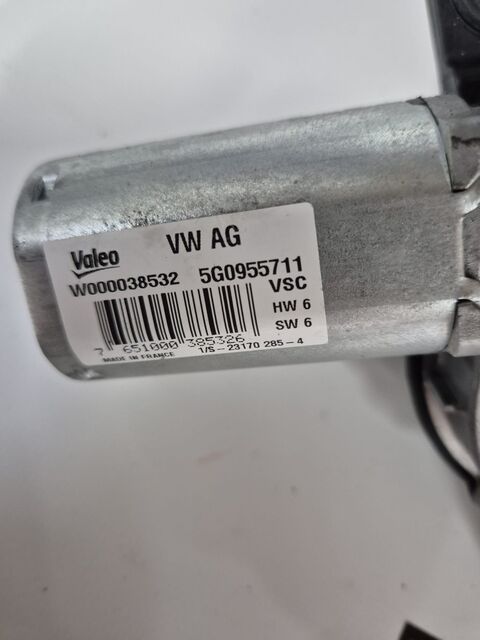 Valeo VW AG
W000038532 5G0955711
VSC
HW 6
SW 6
7 651000 385326
MADE IN FRANCE 1/S - 23170 285 - 4